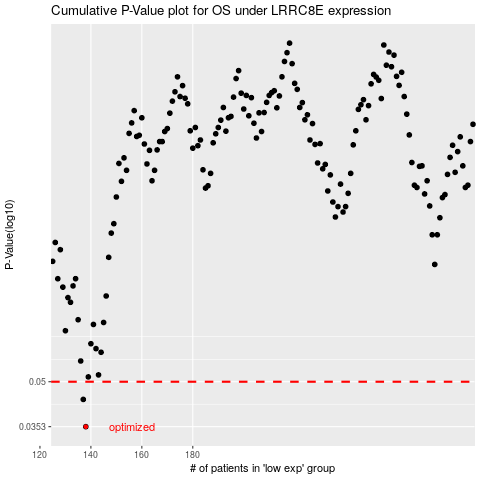 Cumulative P-Value plot for OS under LRRC8E expression
P-Value(log10)
0.05
0.0353
optimized
120 140 160 180
# of patients in 'low exp' group